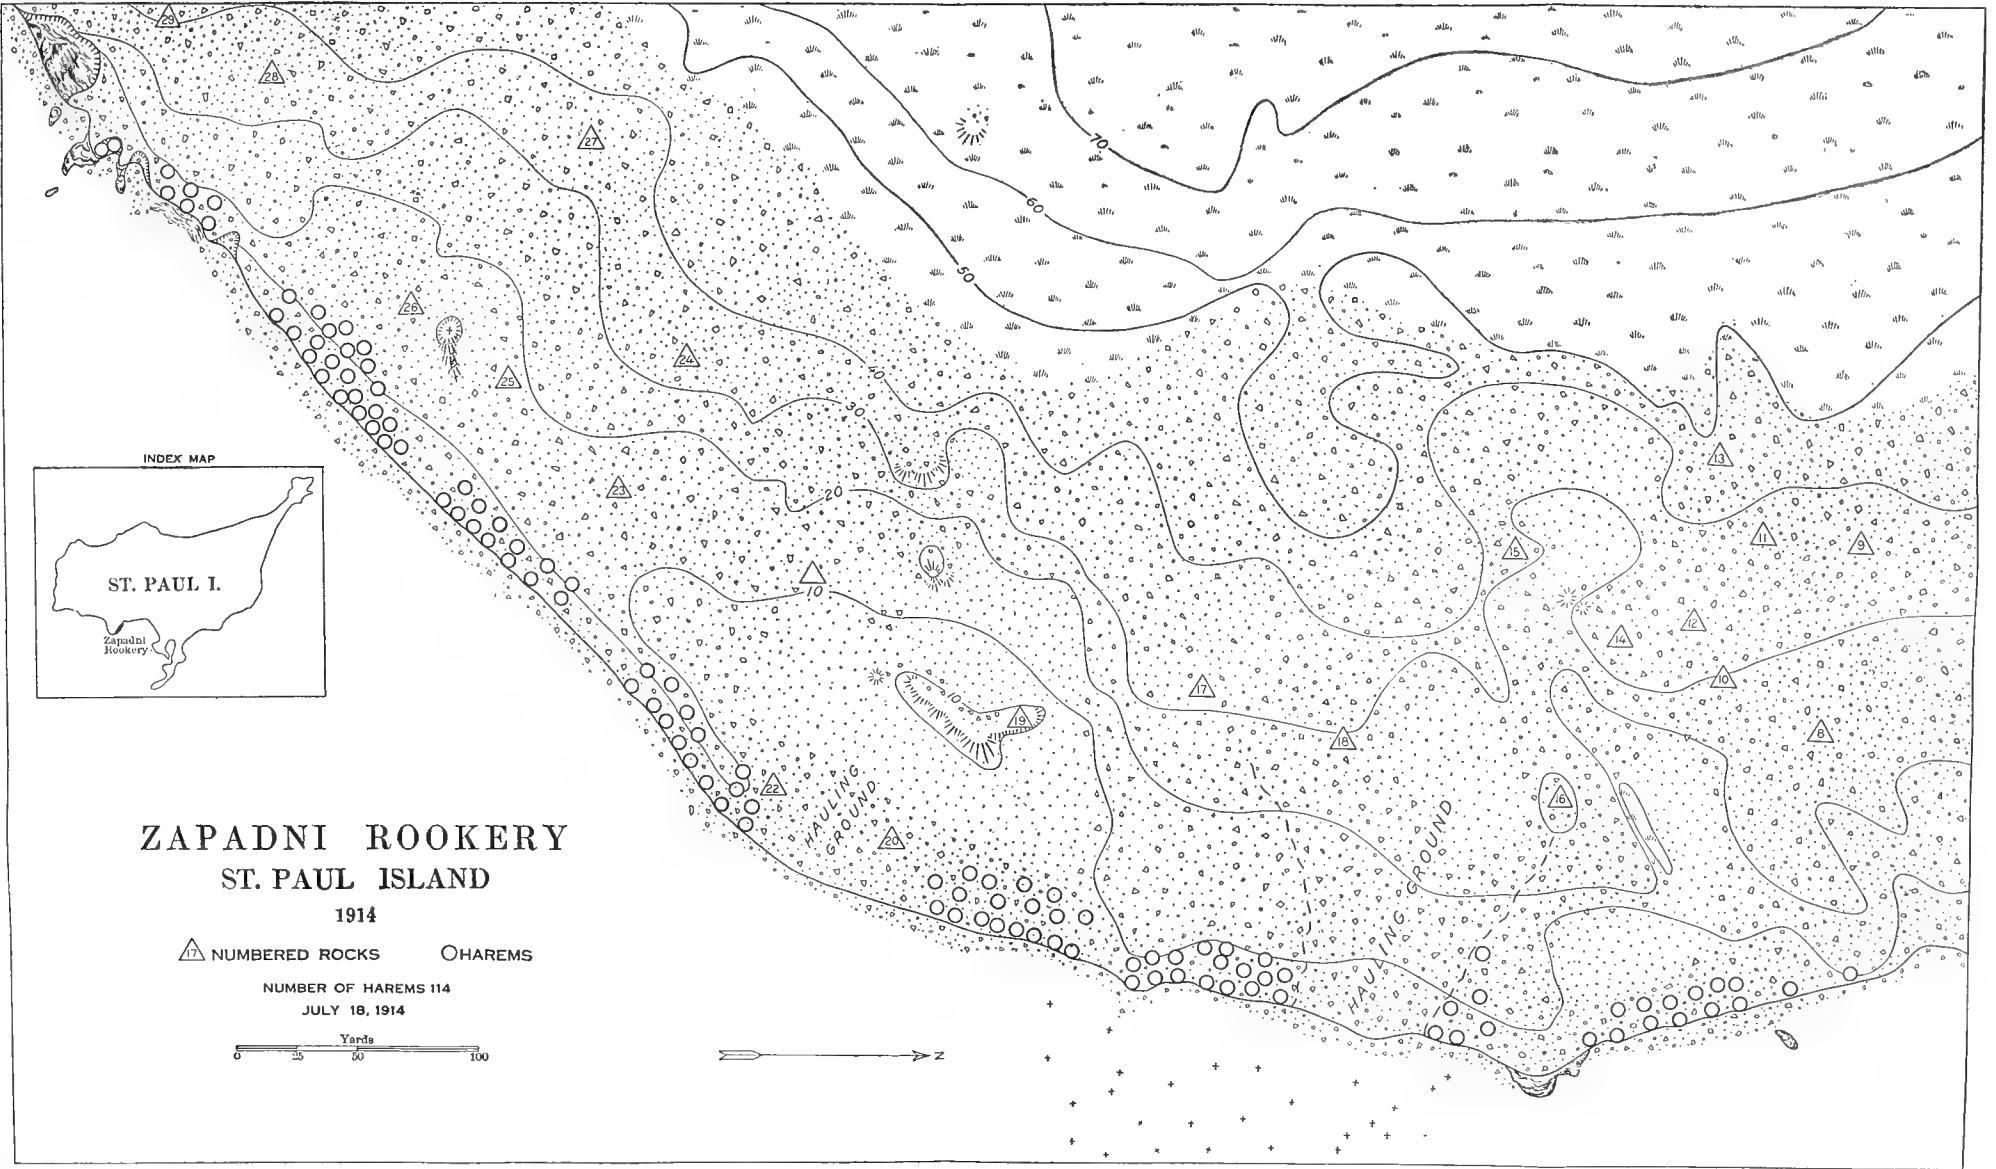 29
28
27
70
60
50
26
24
25
40
30
INDEX MAP
13
23
20
11
9
15
ST. PAUL I.
10
12
14
Zapadni
Rookery
17
10
10
19
18
8
22
HAULING
GROUND
16
20
HAULING GROUND
ZAPADNI ROOKERY
ST. PAUL ISLAND
1914
17 NUMBERED ROCKS
HAREMS
NUMBER OF HAREMS 114
JULY 18, 1914
Yards
0 25 50 100
N